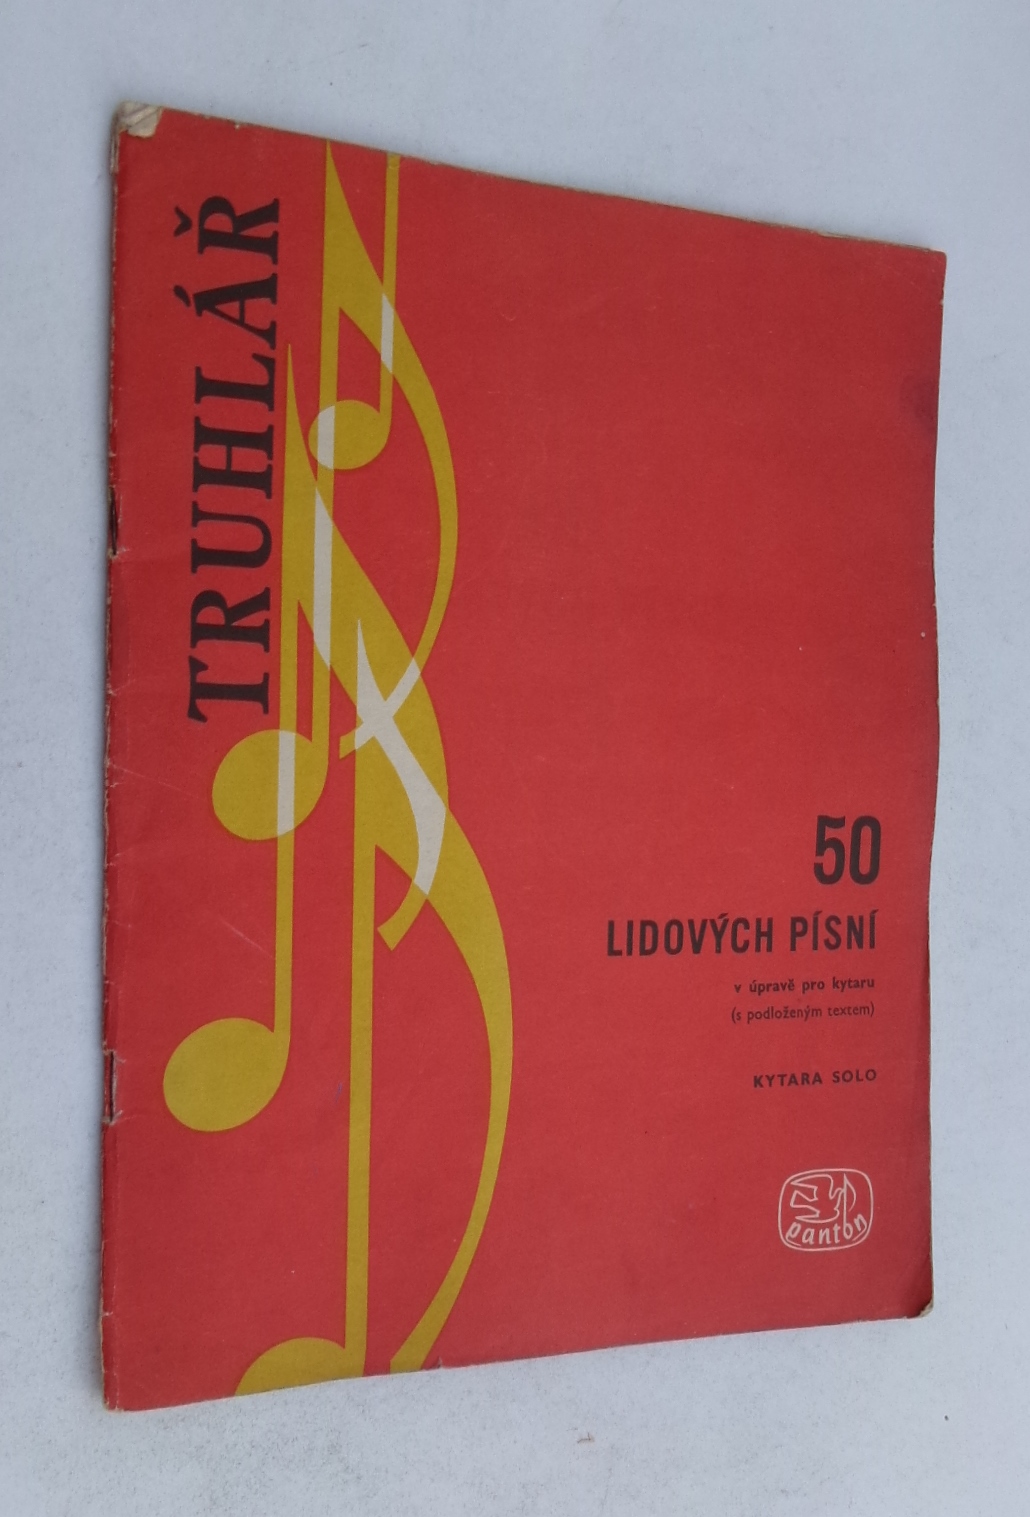 TRUHLÁŘ
50
LIDOVÝCH PÍSNÍ
v úpravě pro kytaru
(s podloženým textem)
KYTARA SOLO
panton